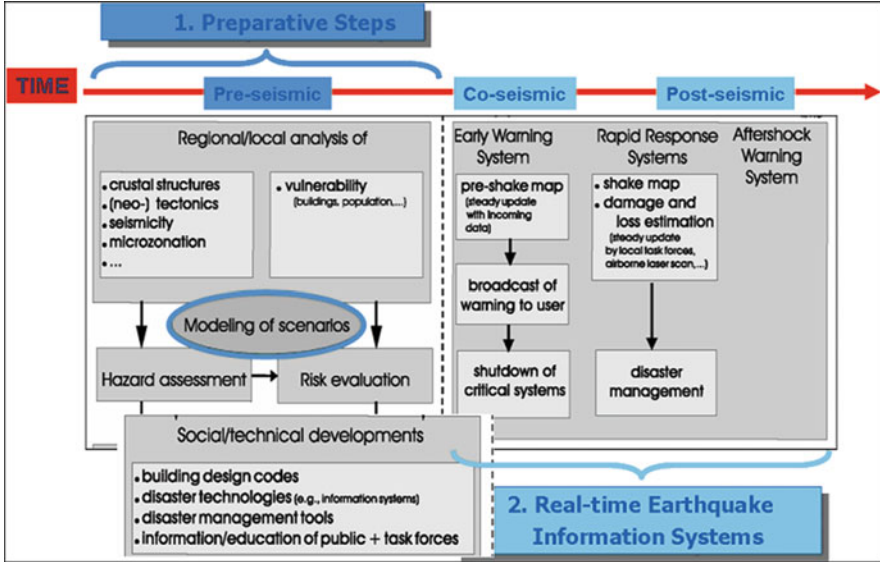 1. Preparative Steps
TIME
Pre-seismic
Co-seismic
Post-seismic
Regional/local analysis of
• crustal structures
• (neo-) tectonics
• seismicity
• microzonation
• ...
• vulnerability
(buildings, population,...)
Modeling of scenarios
Hazard assessment
Risk evaluation
Social/technical developments
• building design codes
• disaster technologies (e.g., information systems)
• disaster management tools
• information/education of public + task forces
Early Warning
System
pre-shake map
(steady update
with incoming
data)
broadcast of
warning to user
shutdown of
critical systems
Rapid Response
Systems
• shake map
• damage and
loss estimation
(steady update
by local task forces,
airborne laser scan,...)
disaster
management
Aftershock
Warning
System
2. Real-time Earthquake
Information Systems